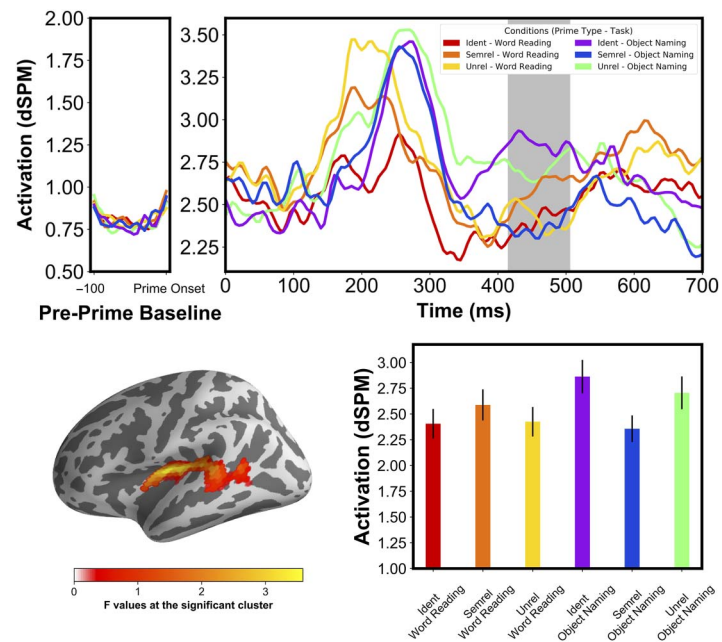 Activation (dSPM)
2.00
1.75
1.50
1.25
1.00
0.75
0.50
−100
Prime Onset
Pre-Prime Baseline
3.50
3.25
3.00
2.75
2.50
2.25
0
100
200
300
400
500
600
700
Time (ms)
Conditions (Prime Type - Task)
Ident - Word Reading
Semrel - Word Reading
Unrel - Word Reading
Ident - Object Naming
Semrel - Object Naming
Unrel - Object Naming
0
1
2
3
F values at the significant cluster
Activation (dSPM)
3.00
2.75
2.50
2.25
2.00
1.75
1.50
1.25
1.00
Ident
Word Reading
Semrel
Word Reading
Unrel
Word Reading
Ident
Object Naming
Semrel
Object Naming
Unrel
Object Naming